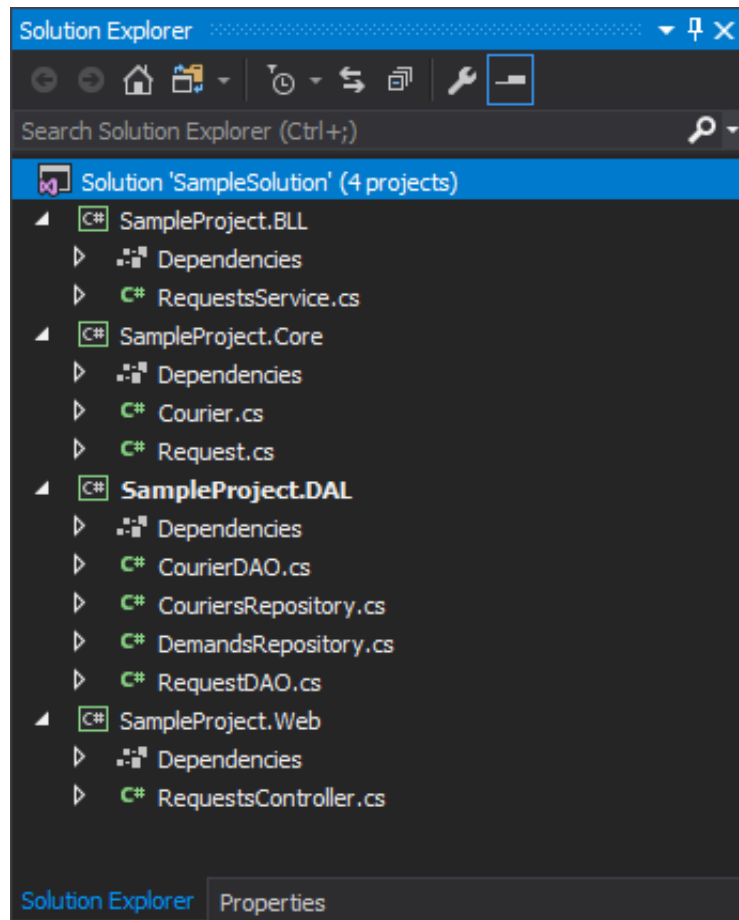 Solution Explorer
Search Solution Explorer (Ctrl+;)
Solution 'SampleSolution' (4 projects)
C# SampleProject.BLL
Dependencies
C# RequestsService.cs
C# SampleProject.Core
Dependencies
C# Courier.cs
C# Request.cs
C# SampleProject.DAL
Dependencies
C# CourierDAO.cs
C# CouriersRepository.cs
C# DemandsRepository.cs
C# RequestDAO.cs
C# SampleProject.Web
Dependencies
C# RequestsController.cs
Solution Explorer Properties